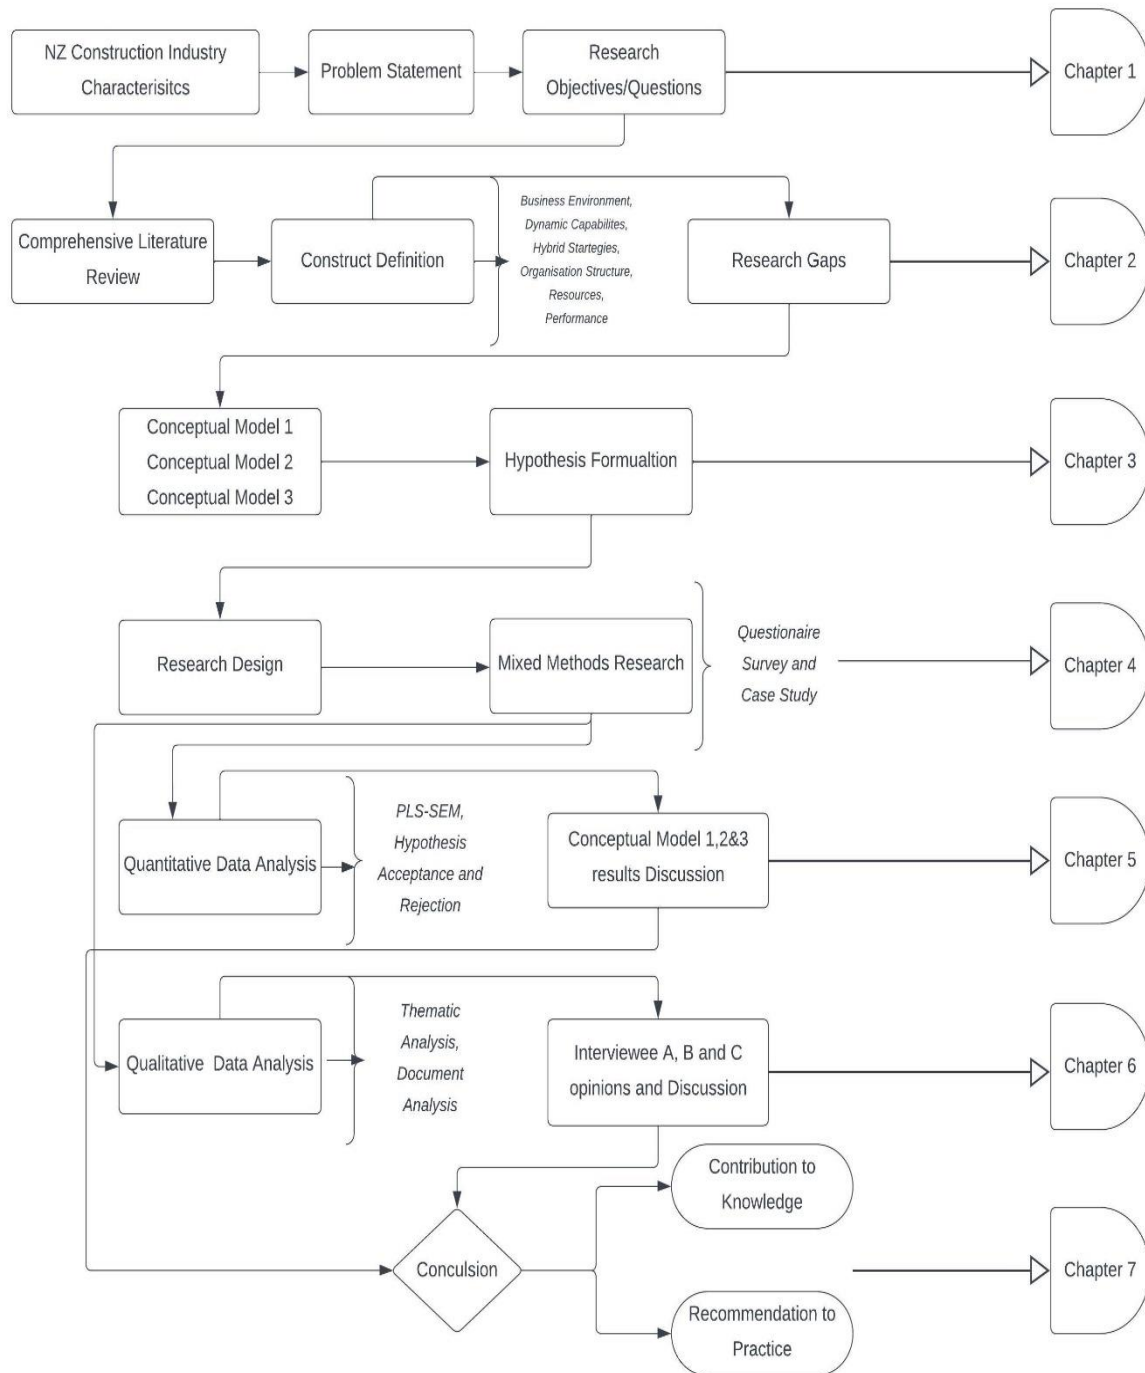 NZ Construction Industry
Characterisitcs
Problem Statement
Research
Objectives/Questions
Chapter 1
Comprehensive Literature
Review
Construct Definition
Business Environment,
Dynamic Capabilites,
Hybrid Startegies,
Organisation Structure,
Resources,
Performance
Research Gaps
Chapter 2
Conceptual Model 1
Conceptual Model 2
Conceptual Model 3
Hypothesis Formualtion
Chapter 3
Research Design
Mixed Methods Research
Questionaire
Survey and
Case Study
Chapter 4
Quantitative Data Analysis
PLS-SEM,
Hypothesis
Acceptance and
Rejection
Conceptual Model 1,2&3
results Discussion
Chapter 5
Qualitative Data Analysis
Thematic
Analysis,
Document
Analysis
Interviewee A, B and C
opinions and Discussion
Chapter 6
Conculsion
Contribution to
Knowledge
Recommendation to
Practice
Chapter 7